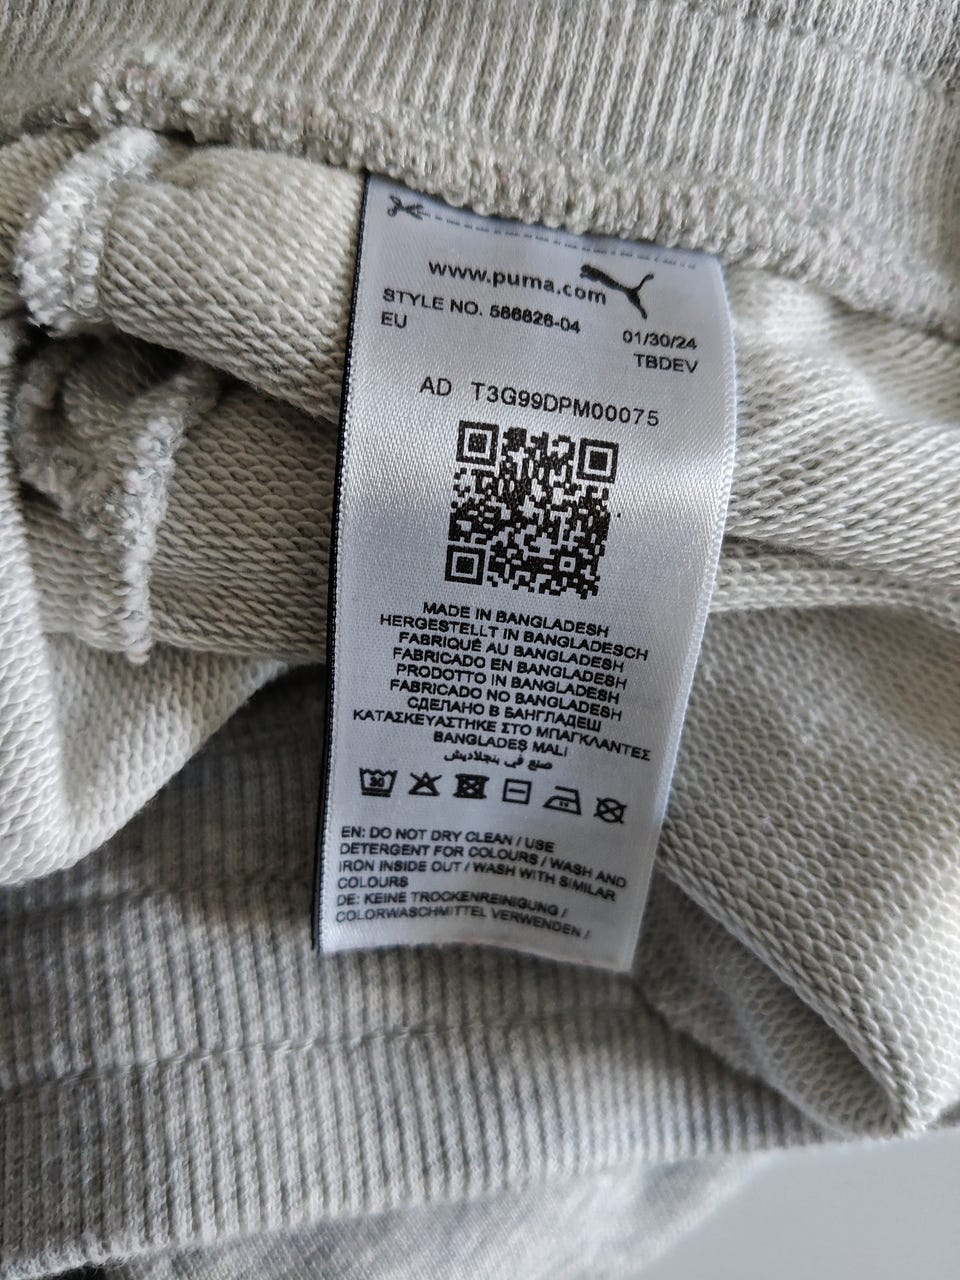 www.puma.com
STYLE NO. 586828-04
EU
01/30/24
TBDEV
AD T3G99DPM00075
MADE IN BANGLADESH
HERGESTELLT IN BANGLADESCH
FABRIQUÉ AU BANGLADESH
FABRICADO EN BANGLADESH
PRODOTTO IN BANGLADESH
FABRICADO NO BANGLADESH
СДЕЛАНО В БАНГЛАДЕШ
ΚΑΤΑΣΚΕΥΑΣΤΗΚΕ ΣΤΟ ΜΠΑΓΚΛΑΝΤΕΣ
BANGLADEŞ MALI
صنع في بنجلاديش
30
EN: DO NOT DRY CLEAN / USE
DETERGENT FOR COLOURS / WASH AND
IRON INSIDE OUT / WASH WITH SIMILAR
COLOURS
DE: KEINE TROCKENREINIGUNG /
COLORWASCHMITTEL VERWENDEN /